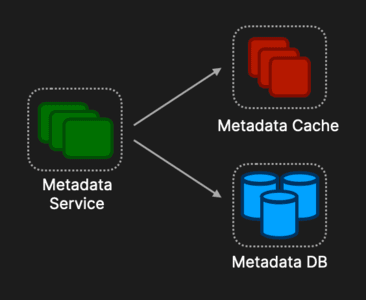 Metadata Cache
Metadata
Service
Metadata DB